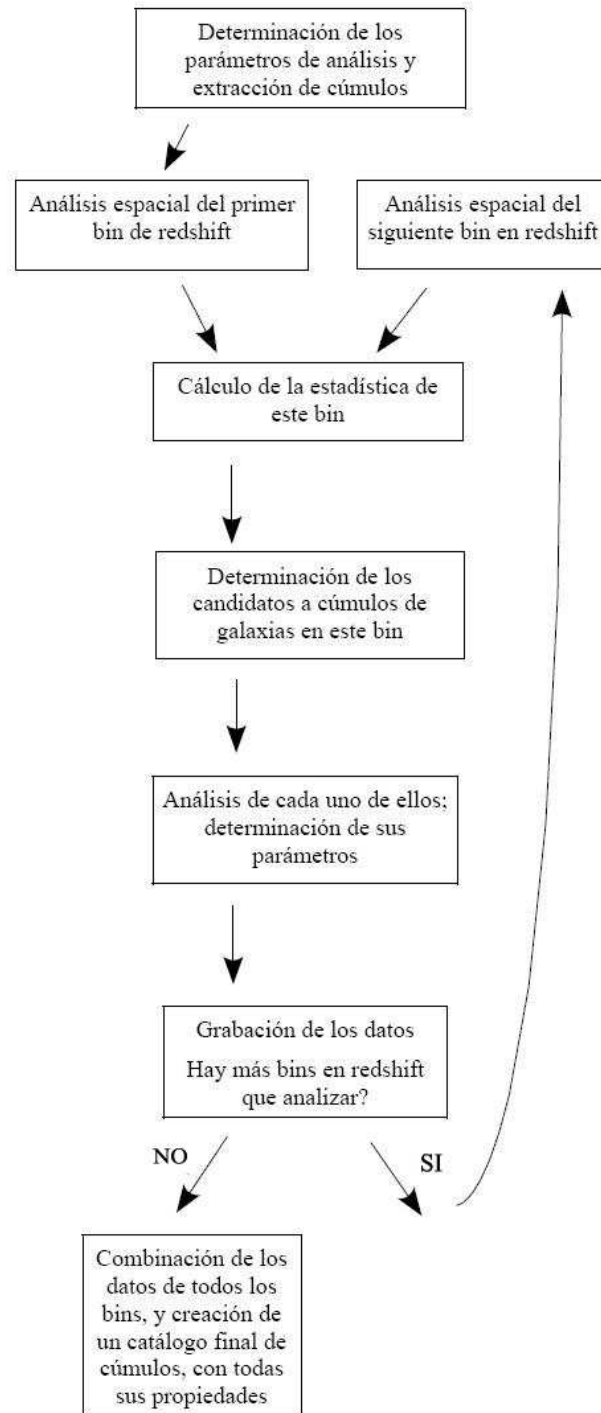 Determinación de los
parámetros de análisis y
extracción de cúmulos
Análisis espacial del primer
bin de redshift
Análisis espacial del
siguiente bin en redshift
Cálculo de la estadística de
este bin
Determinación de los
candidatos a cúmulos de
galaxias en este bin
Análisis de cada uno de ellos;
determinación de sus
parámetros
Grabación de los datos
Hay más bins en redshift
que analizar?
NO
SI
Combinación de los
datos de todos los
bins, y creación de
un catálogo final de
cúmulos, con todas
sus propiedades